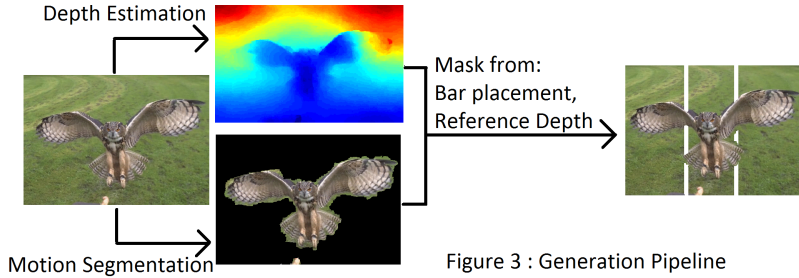 Depth Estimation
Mask from:
Bar placement,
Reference Depth
Motion Segmentation
Figure 3 : Generation Pipeline